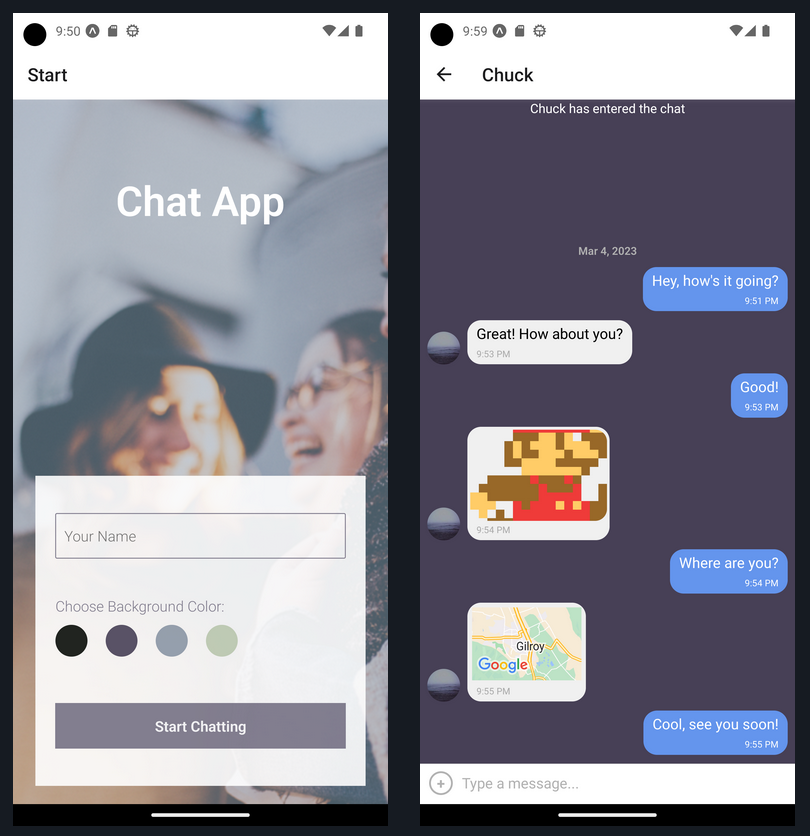 9:50
Start
Chat App
Your Name
Choose Background Color:
Start Chatting
9:59
Chuck
Chuck has entered the chat
Mar 4, 2023
Hey, how's it going?
9:51 PM
Great! How about you?
9:53 PM
Good!
9:53 PM
9:54 PM
Where are you?
9:54 PM
Gilroy
Google
9:55 PM
Cool, see you soon!
9:55 PM
Type a message...